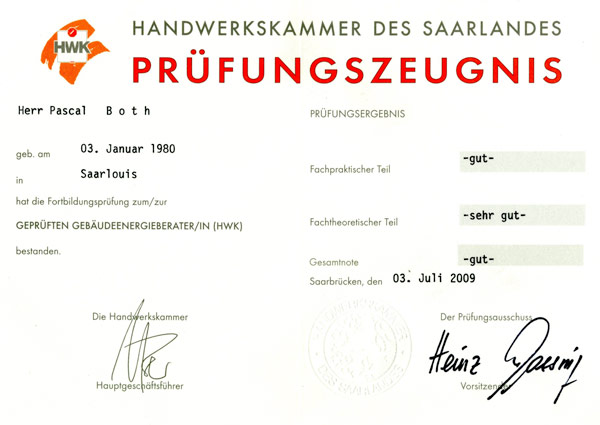 HWK
HANDWERKSKAMMER DES SAARLANDES
PRÜFUNGSZEUGNIS
Herr Pascal B o t h
geb. am 03. Januar 1980
in Saarlouis
hat die Fortbildungsprüfung zum/zur
GEPRÜFTEN GEBÄUDEENERGIEBERATER/IN (HWK)
bestanden.
PRÜFUNGSERGEBNIS
Fachpraktischer Teil -gut-
Fachtheoretischer Teil -sehr gut-
Gesamtnote -gut-
Saarbrücken, den 03. Juli 2009
Die Handwerkskammer
Hauptgeschäftsführer
Der Prüfungsausschuss
Heinz
Vorsitzender